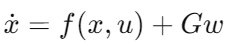 ẋ = f(x, u) + Gw